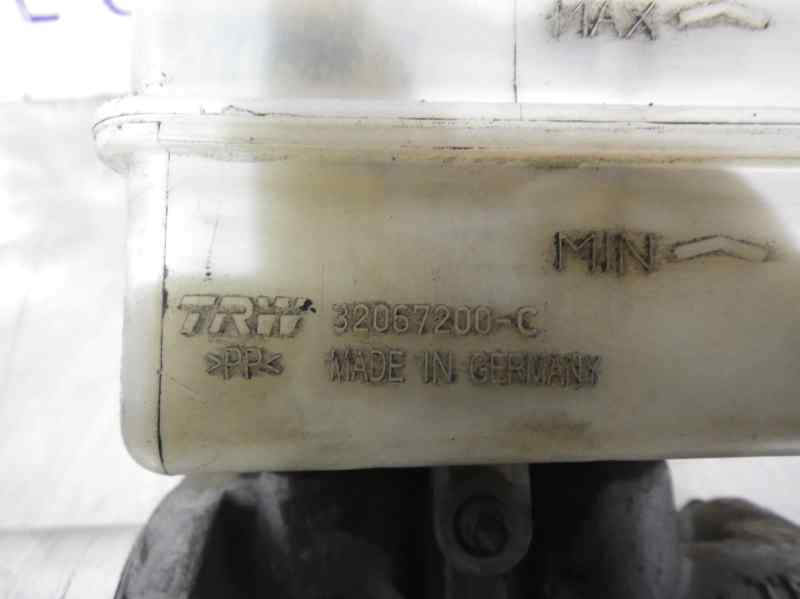 MAX
MIN
TRW 32067200-C
>PP< MADE IN GERMANY